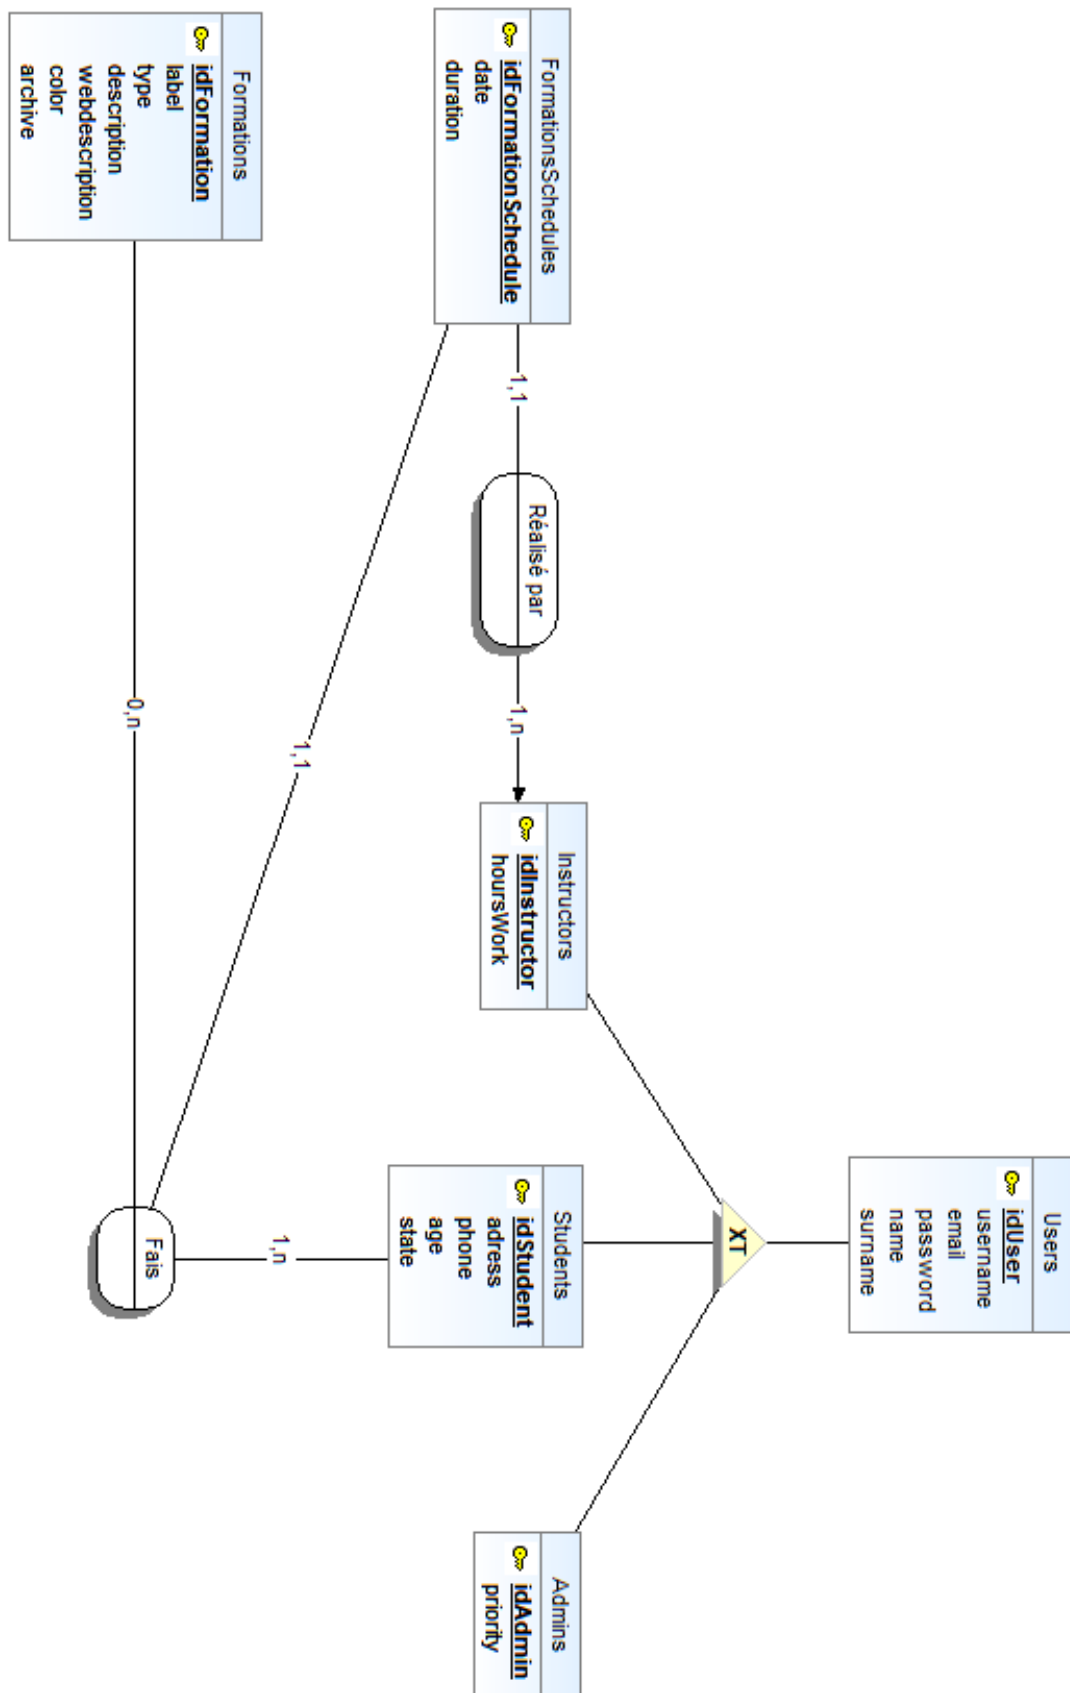 Users
idUser
username
email
password
name
surname
XT
Instructors
idInstructor
hoursWork
Students
idStudent
adress
phone
age
state
Admins
idAdmin
priority
FormationsSchedules
idFormationSchedule
date
duration
1,1
Réalisé par
1,n
1,1
1,n
Formations
idFormation
label
type
description
webdescription
color
archive
0,n
Fais